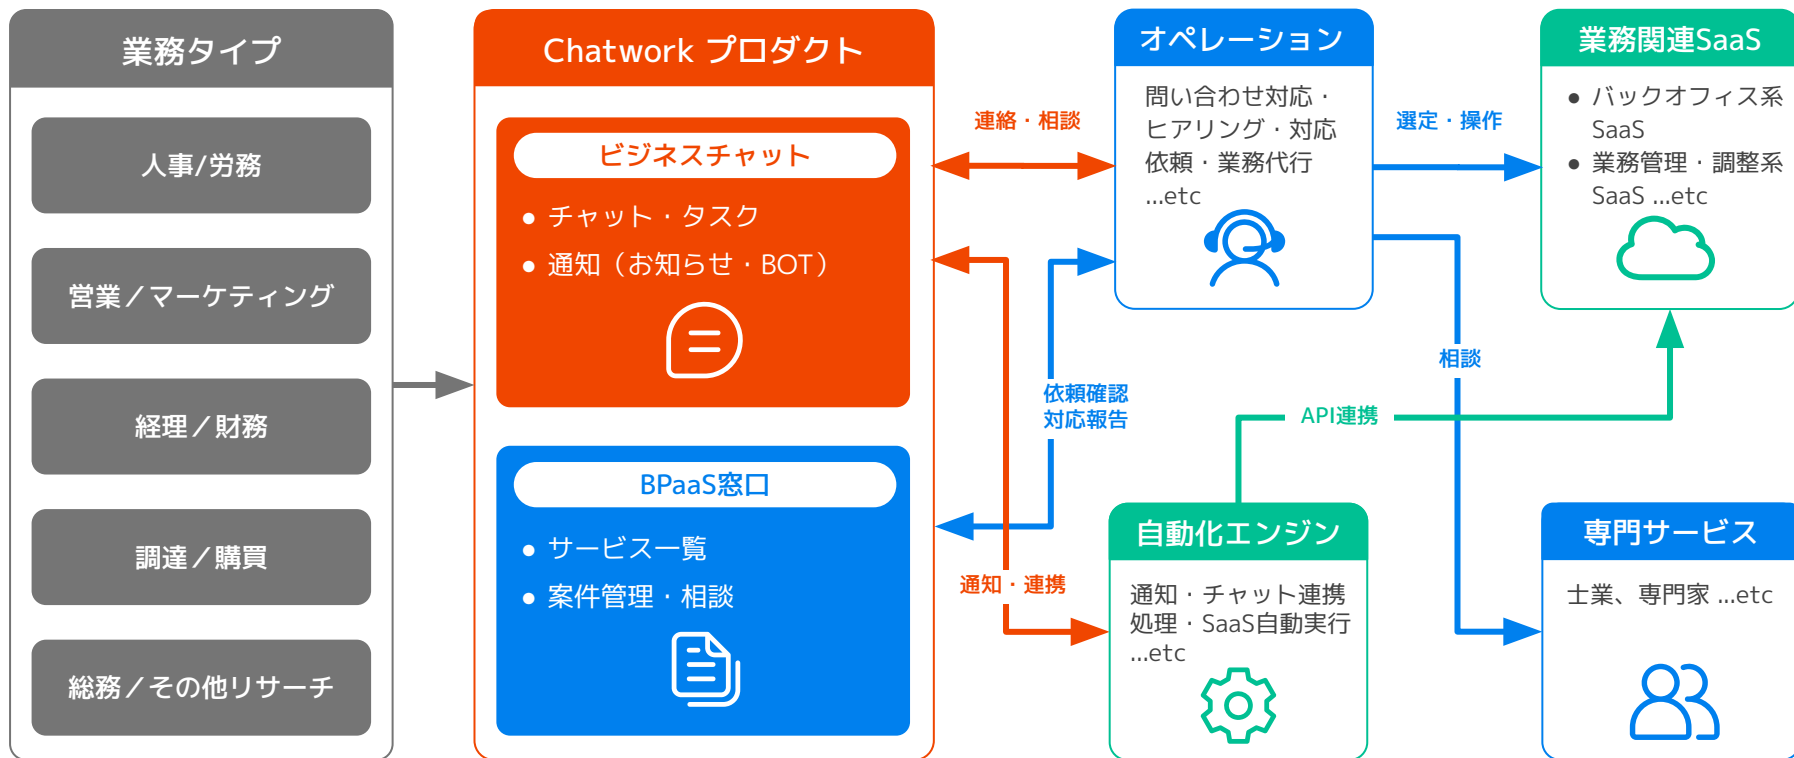 業務タイプ
人事/労務
営業／マーケティング
経理／財務
調達／購買
総務／その他リサーチ
Chatwork プロダクト
ビジネスチャット
● チャット・タスク
● 通知（お知らせ・BOT）
BPaaS窓口
● サービス一覧
● 案件管理・相談
連絡・相談
依頼確認
対応報告
通知・連携
オペレーション
問い合わせ対応・
ヒアリング・対応
依頼・業務代行
...etc
選定・操作
相談
API連携
自動化エンジン
通知・チャット連携
処理・SaaS自動実行
...etc
業務関連SaaS
● バックオフィス系
SaaS
● 業務管理・調整系
SaaS ...etc
専門サービス
士業、専門家 ...etc